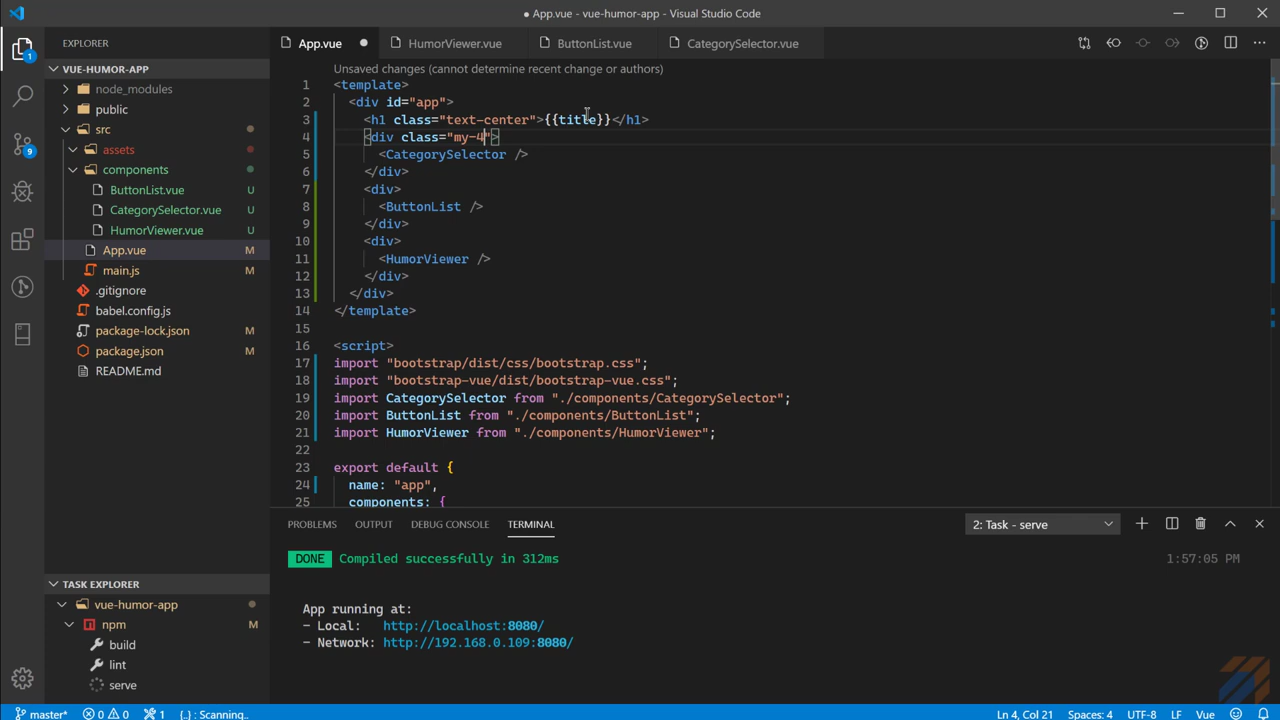 App.vue - vue-humor-app - Visual Studio Code
EXPLORER
VUE-HUMOR-APP
node_modules
public
src
assets
components
ButtonList.vue U
CategorySelector.vue U
HumorViewer.vue U
App.vue M
main.js M
.gitignore
babel.config.js
package-lock.json M
package.json M
README.md
TASK EXPLORER
vue-humor-app
npm M
build
lint
serve
1
9
App.vue HumorViewer.vue ButtonList.vue CategorySelector.vue
Unsaved changes (cannot determine recent change or authors)
1 <template>
2 <div id="app">
3 <h1 class="text-center">{{title}}</h1>
4 <div class="my-4">
5 <CategorySelector />
6 </div>
7 <div>
8 <ButtonList />
9 </div>
10 <div>
11 <HumorViewer />
12 </div>
13 </div>
14 </template>
15
16 <script>
17 import "bootstrap/dist/css/bootstrap.css";
18 import "bootstrap-vue/dist/bootstrap-vue.css";
19 import CategorySelector from "./components/CategorySelector";
20 import ButtonList from "./components/ButtonList";
21 import HumorViewer from "./components/HumorViewer";
22
23 export default {
24 name: "app",
25 components: {
PROBLEMS OUTPUT DEBUG CONSOLE TERMINAL 2: Task - serve
DONE Compiled successfully in 312ms 1:57:05 PM
App running at:
- Local: http://localhost:8080/
- Network: http://192.168.0.109:8080/
master* 0 0 1 {..} : Scanning.. Ln 4, Col 21 Spaces: 4 UTF-8 LF Vue